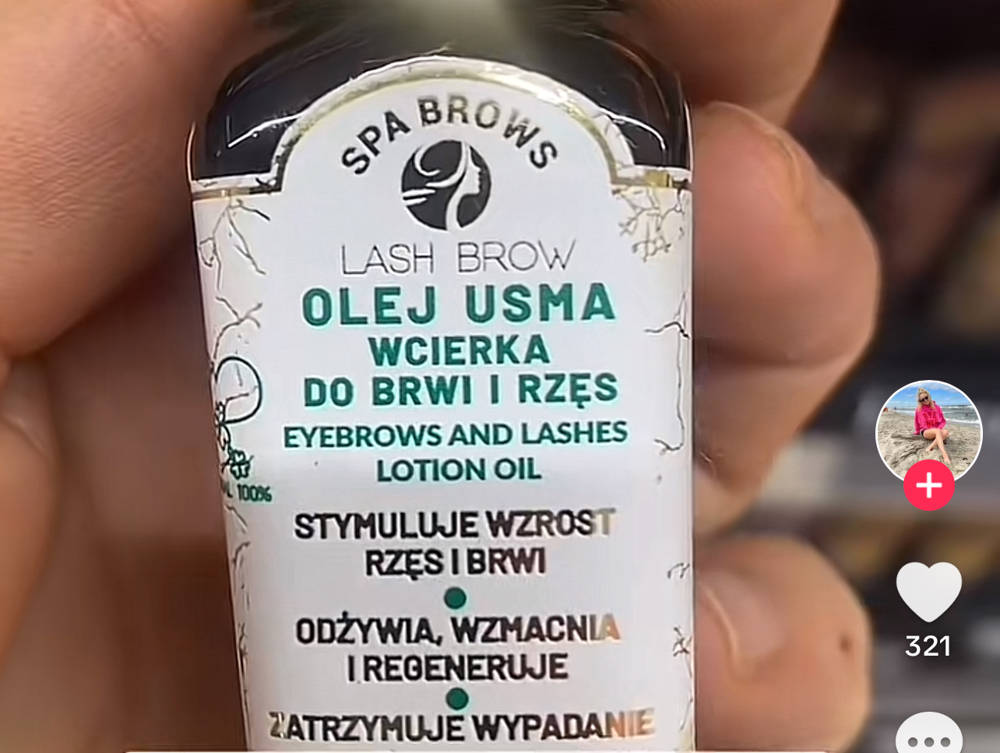 SPA BROWS
LASH BROW
OLEJ USMA
WCIERKA
DO BRWI I RZĘS
EYEBROWS AND LASHES
LOTION OIL
100%
STYMULUJE WZROST
RZĘS I BRWI
ODŻYWIA, WZMACNIA
I REGENERUJE
ZATRZYMUJE WYPADANIE
321